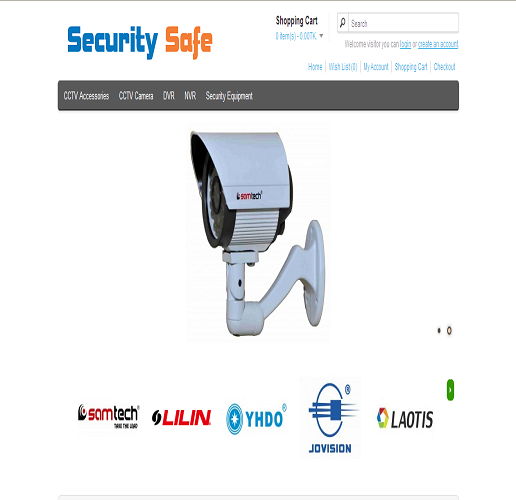 Security Safe
Shopping Cart
0 item(s) - 0.00TK
Search
Welcome visitor you can login or create an account.
Home
Wish List (0)
My Account
Shopping Cart
Checkout
CCTV Accessories
CCTV Camera
DVR
NVR
Security Equipment
samtech®
samtech®
TAKE THE LEAD
LILIN
YHDO®
JOVISION
®
LAOTIS